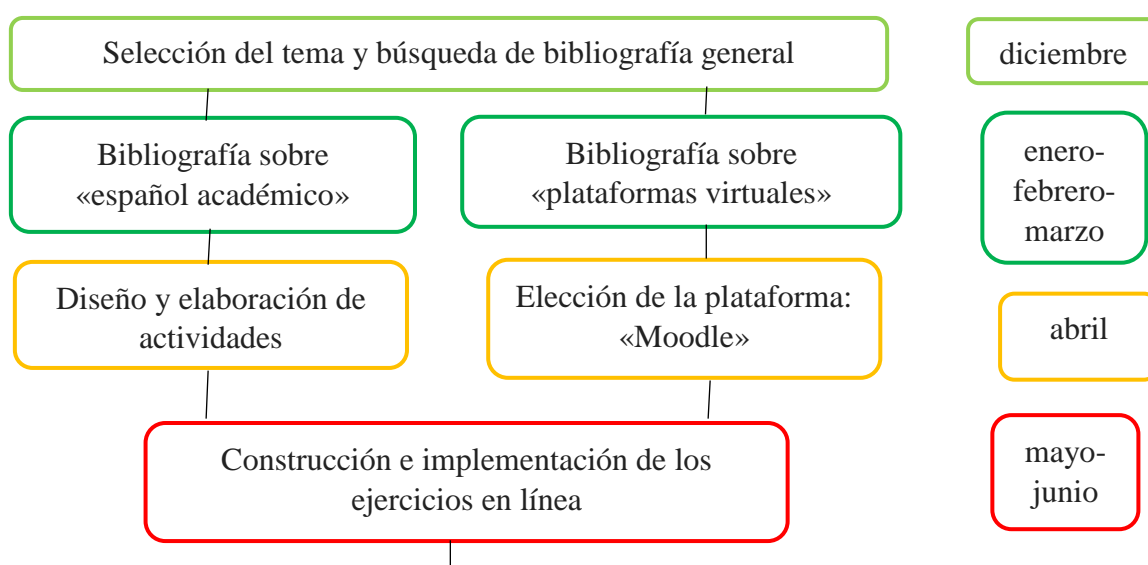 Selección del tema y búsqueda de bibliografía general
diciembre
Bibliografía sobre
«español académico»
Bibliografía sobre
«plataformas virtuales»
enero-
febrero-
marzo
Diseño y elaboración de
actividades
Elección de la plataforma:
«Moodle»
abril
Construcción e implementación de los
ejercicios en línea
mayo-
junio